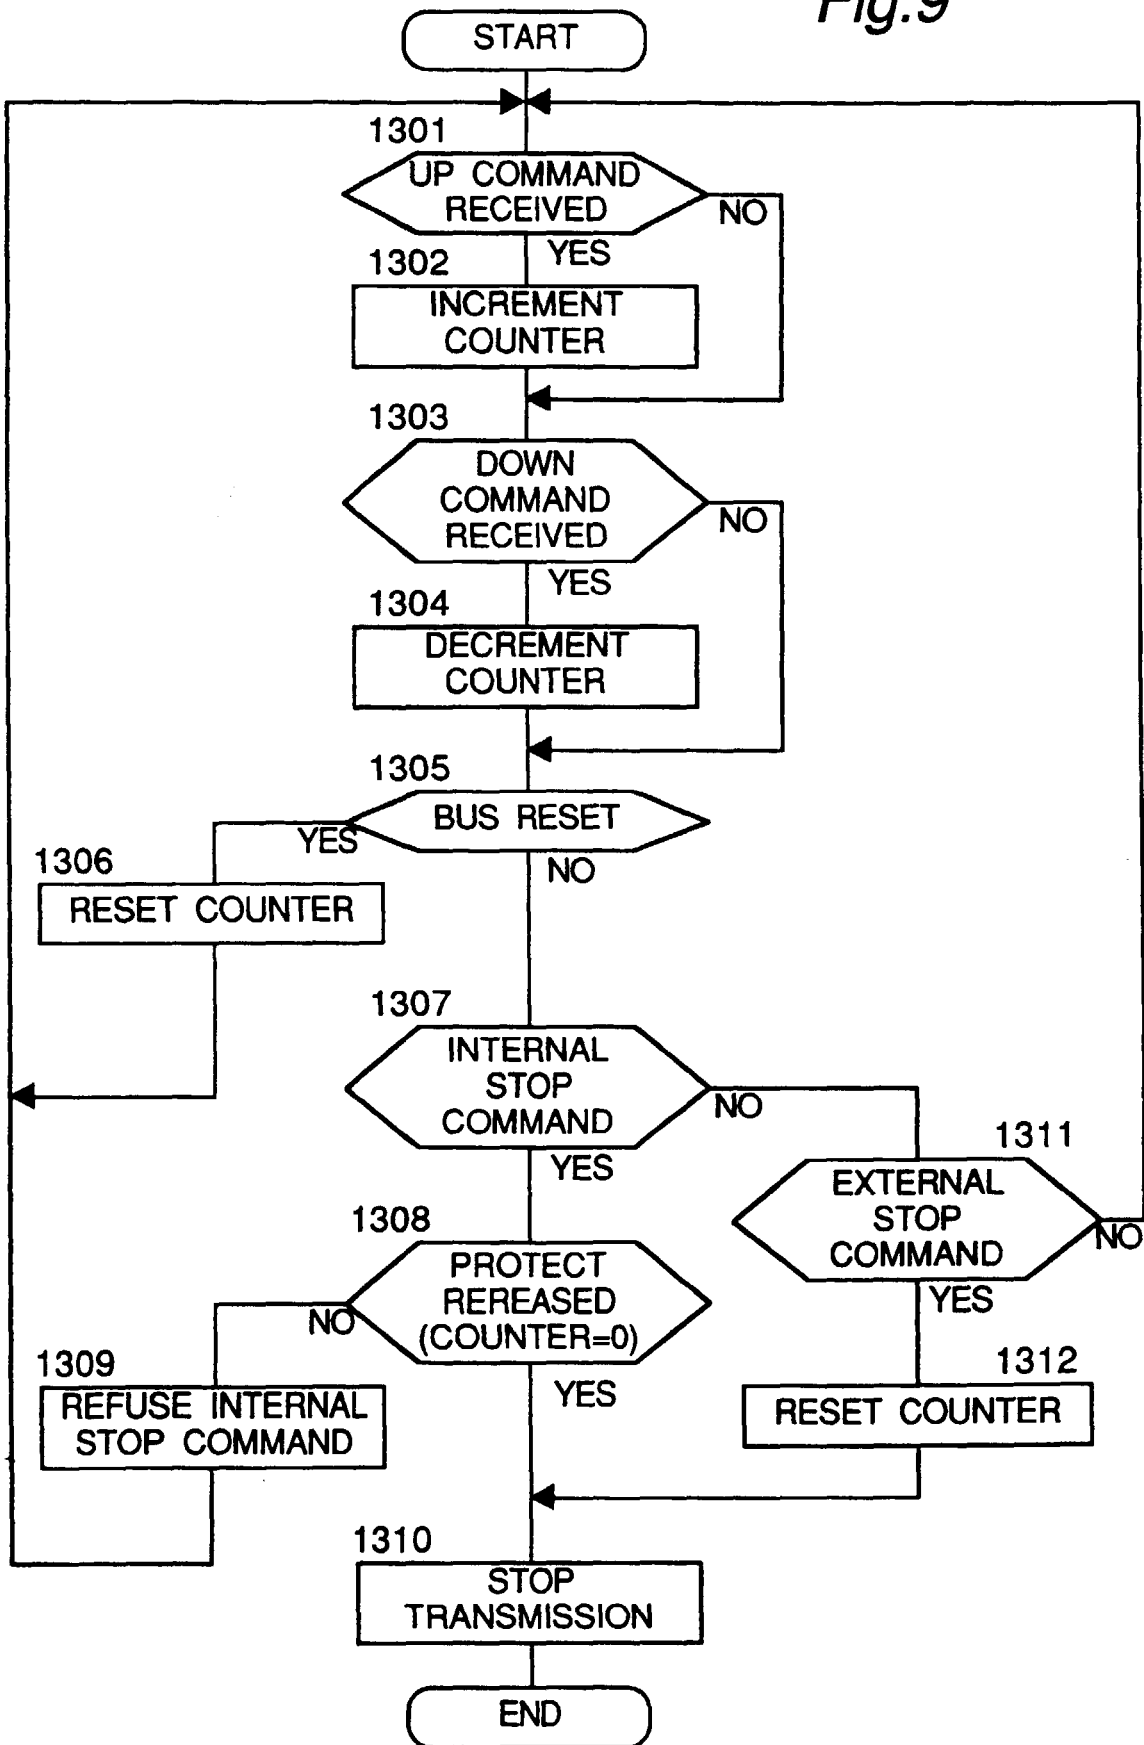 Fig.9
START
1301
UP COMMAND
RECEIVED
NO
YES
1302
INCREMENT
COUNTER
1303
DOWN
COMMAND
RECEIVED
NO
YES
1304
DECREMENT
COUNTER
1305
BUS RESET
YES
NO
1306
RESET COUNTER
1307
INTERNAL
STOP
COMMAND
NO
YES
1311
EXTERNAL
STOP
COMMAND
NO
YES
1308
PROTECT
REREASED
(COUNTER=0)
NO
YES
1309
REFUSE INTERNAL
STOP COMMAND
1312
RESET COUNTER
1310
STOP
TRANSMISSION
END